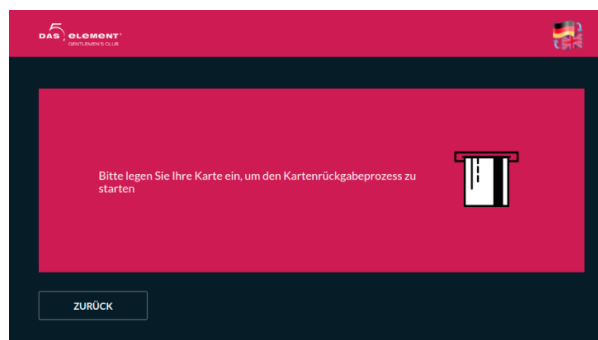 DAS 5. element
GENTLEMEN'S CLUB
Bitte legen Sie Ihre Karte ein, um den Kartenrückgabeprozess zu
starten
ZURÜCK